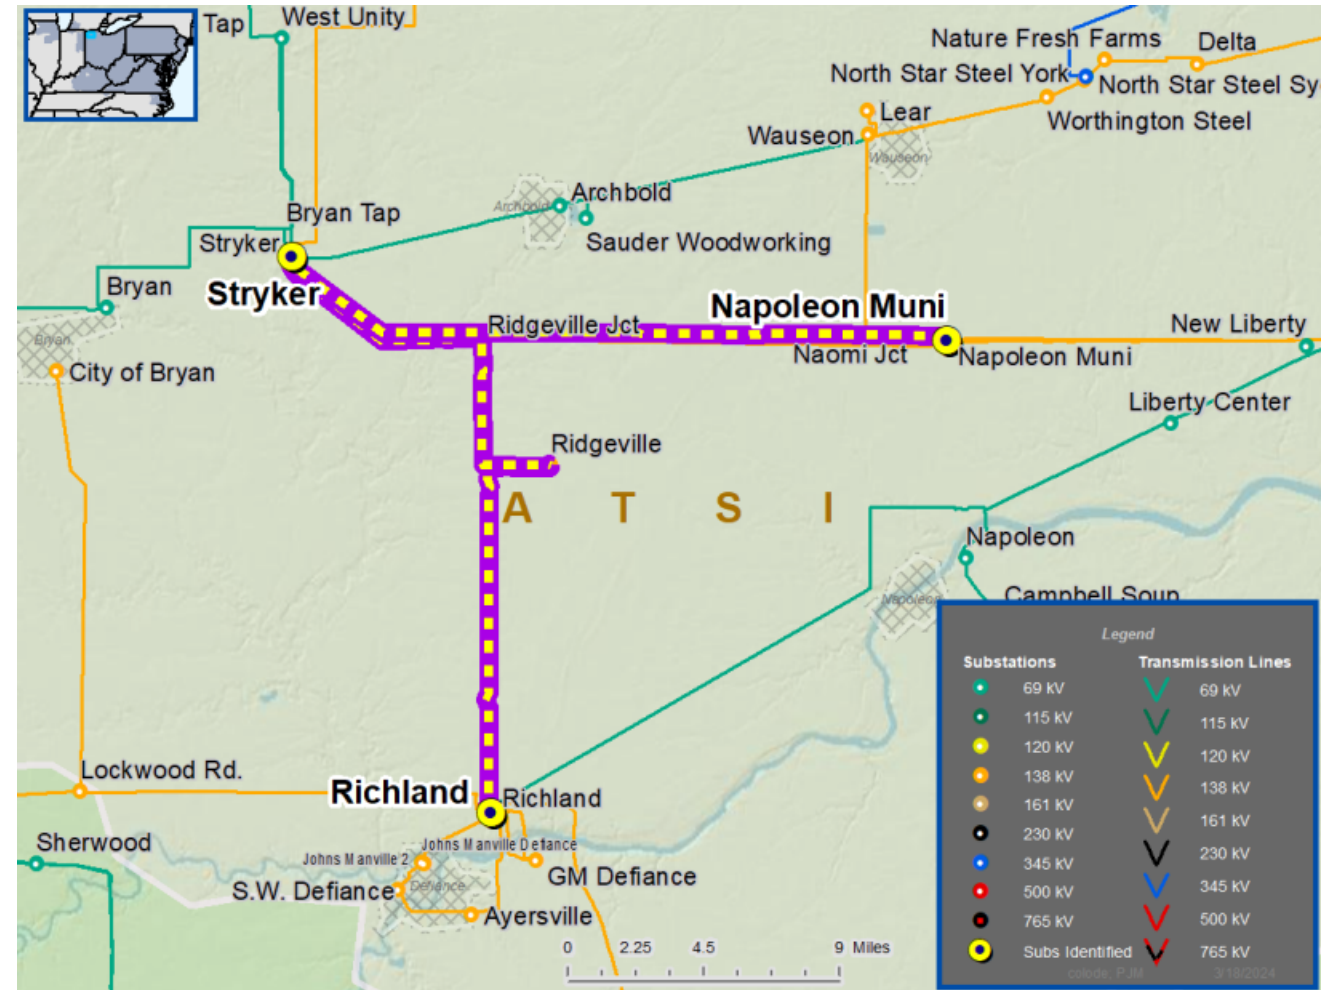 Tap
West Unity
Nature Fresh Farms
Delta
North Star Steel York
North Star Steel Sy
Lear
Worthington Steel
Wauseon
Wauseon
Archbold
Archbold
Bryan Tap
Stryker
Sauder Woodworking
Bryan
Stryker
Napoleon Muni
Ridgeville Jct
New Liberty
Bryan
Naomi Jct
Napoleon Muni
City of Bryan
Liberty Center
Ridgeville
A T S I
Napoleon
Napoleon
Campbell Soup
Lockwood Rd.
Richland
Richland
Sherwood
Johns Manville Defiance
Johns Manville 2
S.W. Defiance
Defiance
GM Defiance
Ayersville
0 2.25 4.5 9 Miles
Legend
Substations
69 kV
115 kV
120 kV
138 kV
161 kV
230 kV
345 kV
500 kV
765 kV
Subs Identified
Transmission Lines
69 kV
115 kV
120 kV
138 kV
161 kV
230 kV
345 kV
500 kV
765 kV
PJM
3/18/2024